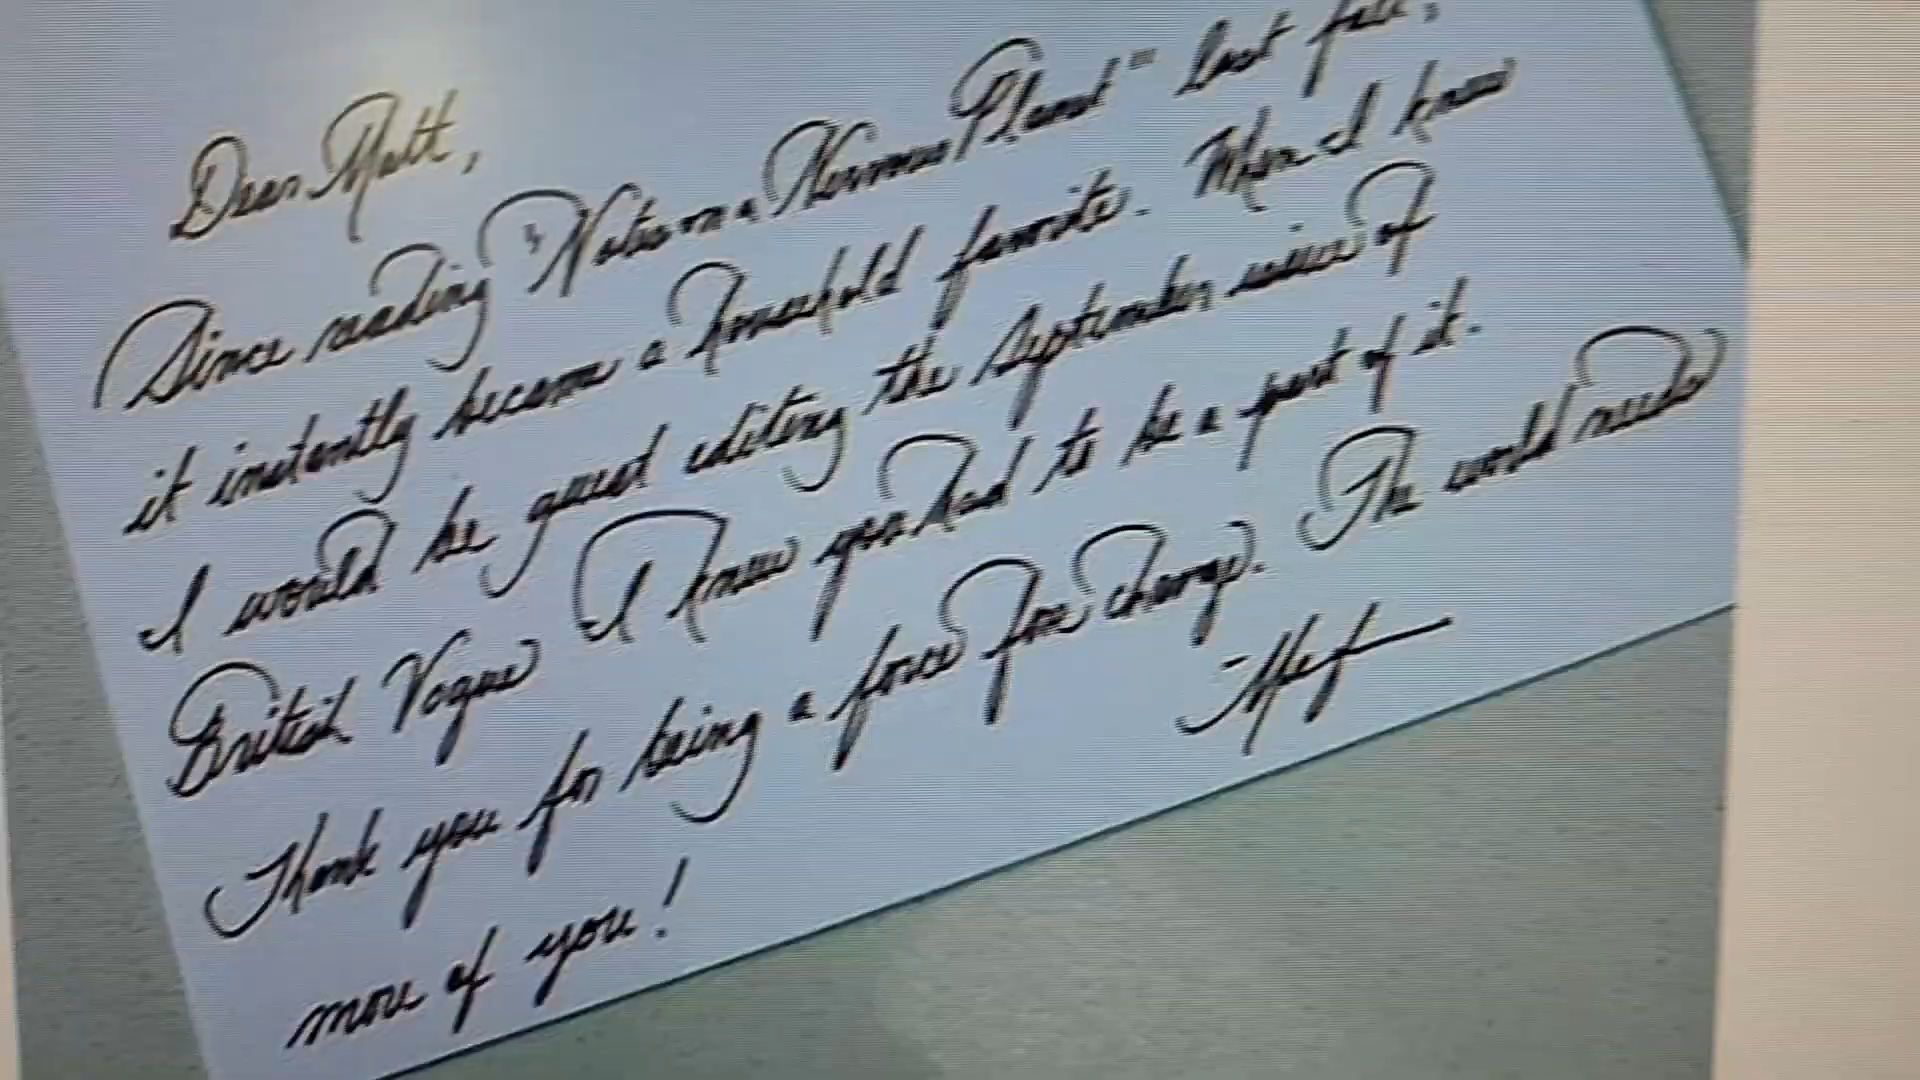 Dear Matt,
Since reading "Notes on a Nervous Planet" last fall,
it instantly became a household favorite. When I knew
I would be guest editing the September issue of
British Vogue I knew you had to be a part of it.
Thank you for being a force for change. The world needs
more of you!
-Meghan